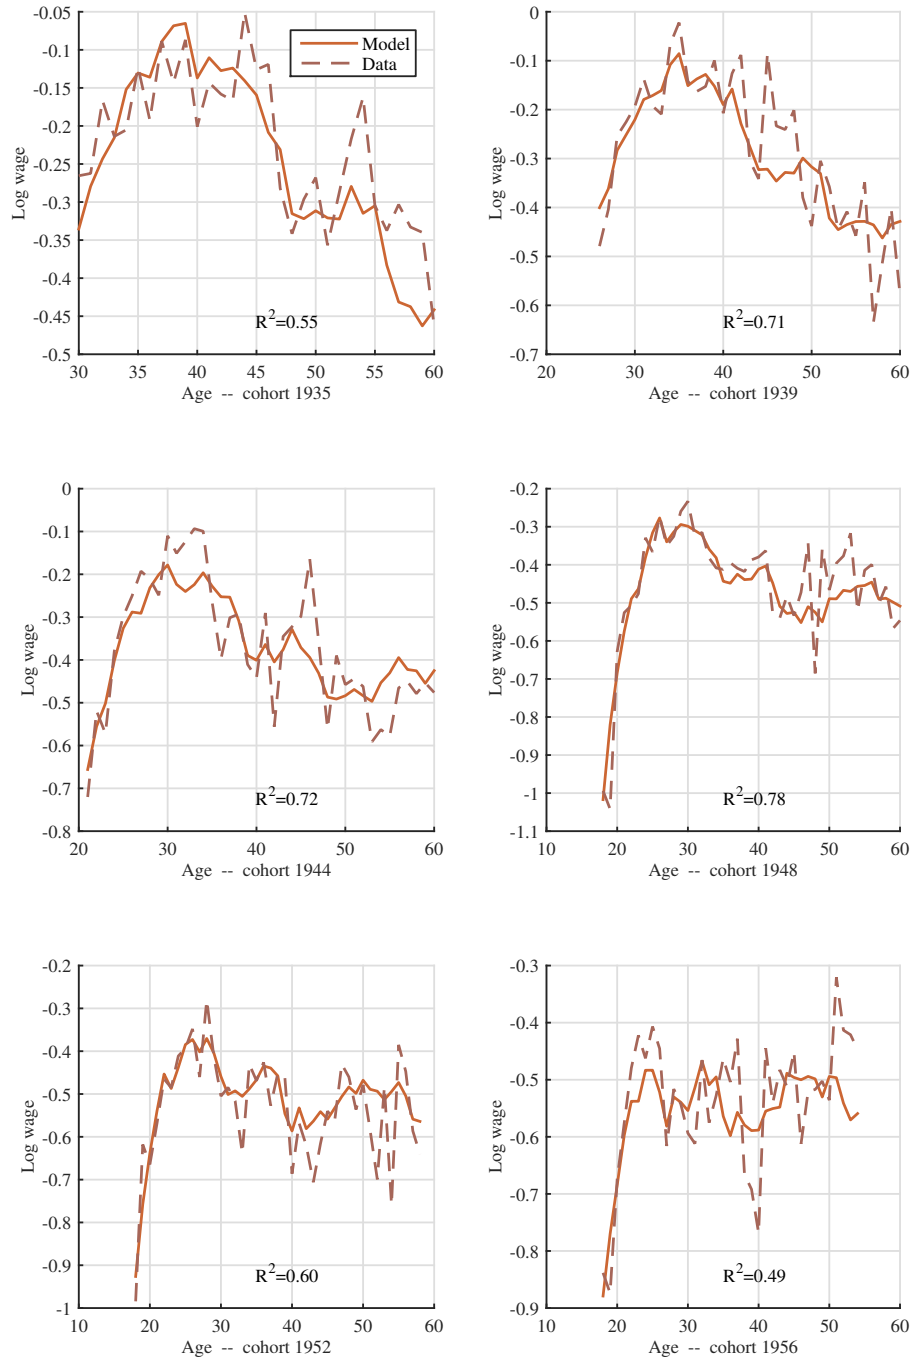 -0.05
-0.1
-0.15
-0.2
-0.25
-0.3
-0.35
-0.4
-0.45
-0.5
Log wage
Model
Data
R²=0.55
30 35 40 45 50 55 60
Age -- cohort 1935
0
-0.1
-0.2
-0.3
-0.4
-0.5
-0.6
-0.7
Log wage
R²=0.71
20 30 40 50 60
Age -- cohort 1939
0
-0.1
-0.2
-0.3
-0.4
-0.5
-0.6
-0.7
-0.8
Log wage
R²=0.72
20 30 40 50 60
Age -- cohort 1944
-0.2
-0.3
-0.4
-0.5
-0.6
-0.7
-0.8
-0.9
-1
-1.1
Log wage
R²=0.78
10 20 30 40 50 60
Age -- cohort 1948
-0.2
-0.3
-0.4
-0.5
-0.6
-0.7
-0.8
-0.9
-1
Log wage
R²=0.60
10 20 30 40 50 60
Age -- cohort 1952
-0.3
-0.4
-0.5
-0.6
-0.7
-0.8
-0.9
Log wage
R²=0.49
10 20 30 40 50 60
Age -- cohort 1956